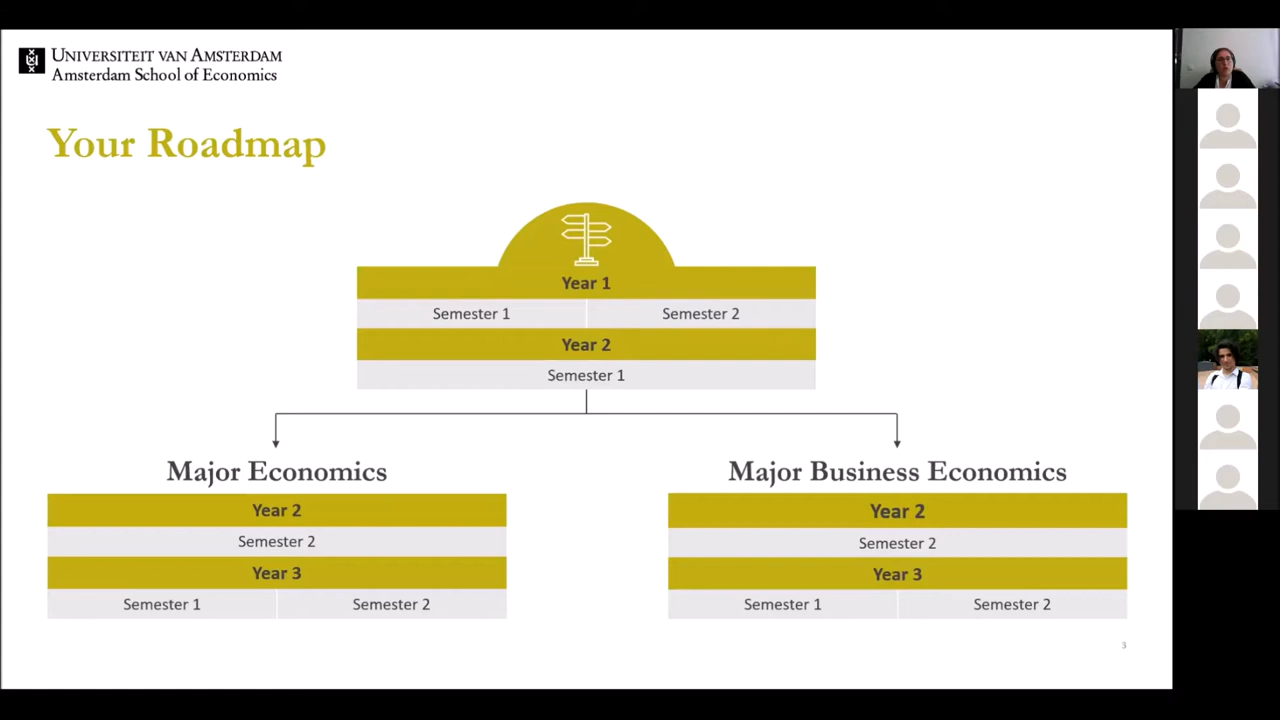 UNIVERSITEIT VAN AMSTERDAM
Amsterdam School of Economics
Your Roadmap
Year 1
Semester 1
Semester 2
Year 2
Semester 1
Major Economics
Year 2
Semester 2
Year 3
Semester 1
Semester 2
Major Business Economics
Year 2
Semester 2
Year 3
Semester 1
Semester 2
3